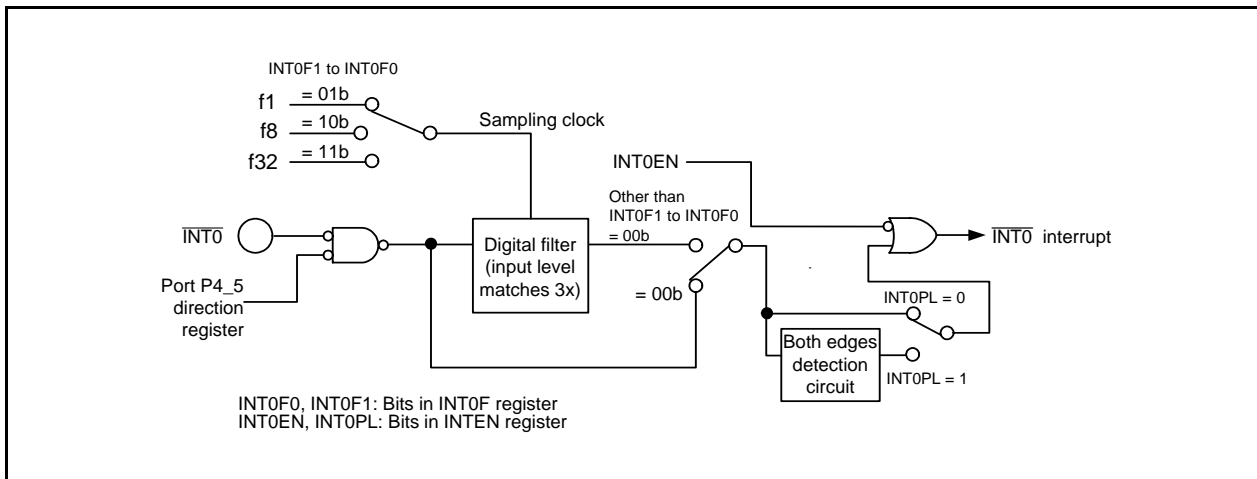 INT0F1 to INT0F0
f1
= 01b
f8
= 10b
f32
= 11b
Sampling clock
INT0EN
Other than
INT0F1 to INT0F0
= 00b
INT0
Digital filter
(input level
matches 3x)
INT0 interrupt
Port P4_5
direction
register
= 00b
INT0PL = 0
Both edges
detection
circuit
INT0PL = 1
INT0F0, INT0F1: Bits in INT0F register
INT0EN, INT0PL: Bits in INTEN register